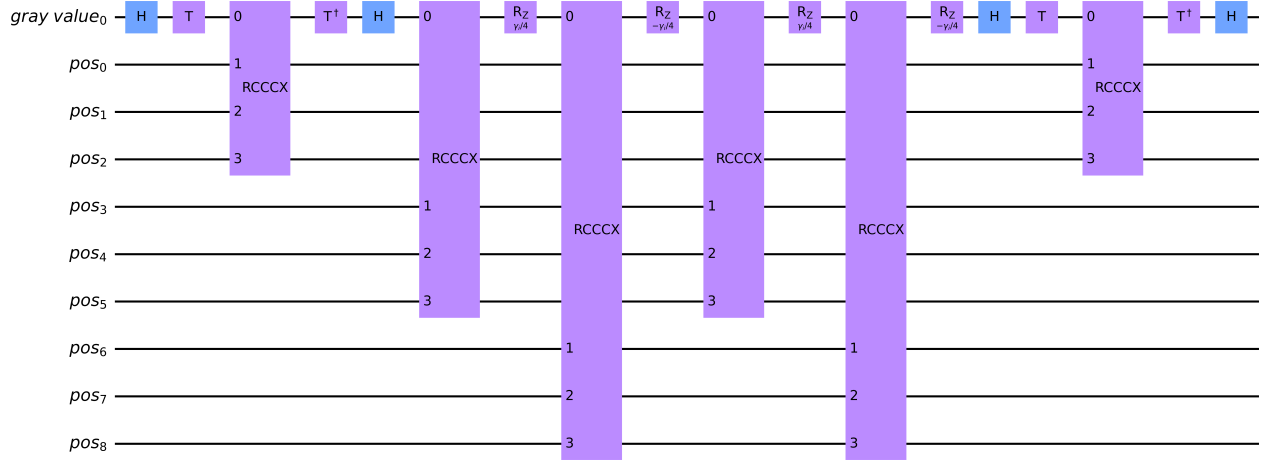 gray value₀ H T 0 T† H 0 R_Z γᵢ/4 0 R_Z −γᵢ/4 0 R_Z γᵢ/4 0 R_Z −γᵢ/4 H T 0 T† H
pos₀ 1 1
RCCCX RCCCX
pos₁ 2 2
pos₂ 3 RCCCX RCCCX 3
pos₃ 1 1
RCCCX RCCCX
pos₄ 2 2
pos₅ 3 3
pos₆ 1 1
pos₇ 2 2
pos₈ 3 3